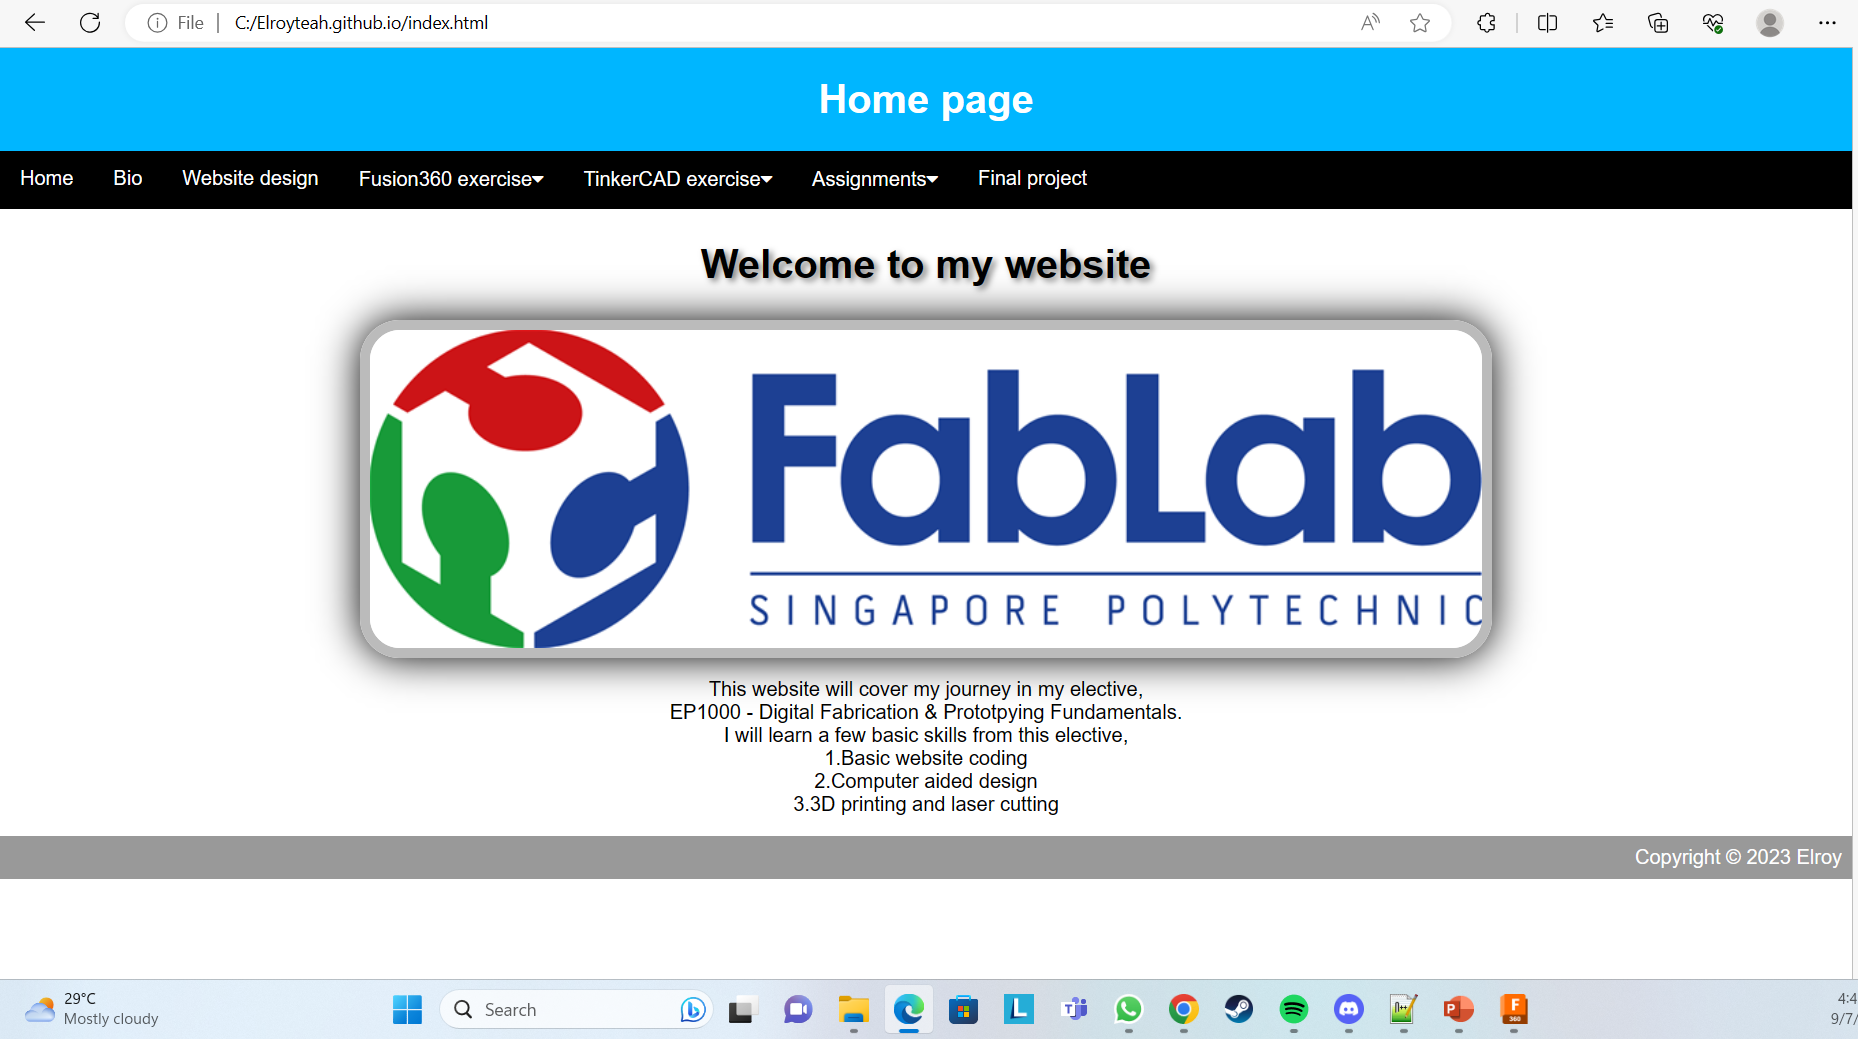 File C:/Elroyteah.github.io/index.html
Home page
Home Bio Website design Fusion360 exercise TinkerCAD exercise Assignments Final project
Welcome to my website
FabLab
SINGAPORE POLYTECHNIC
This website will cover my journey in my elective,
EP1000 - Digital Fabrication & Prototpying Fundamentals.
I will learn a few basic skills from this elective,
1.Basic website coding
2.Computer aided design
3.3D printing and laser cutting
Copyright © 2023 Elroy
29°C
Mostly cloudy
Search
4:4
9/7/